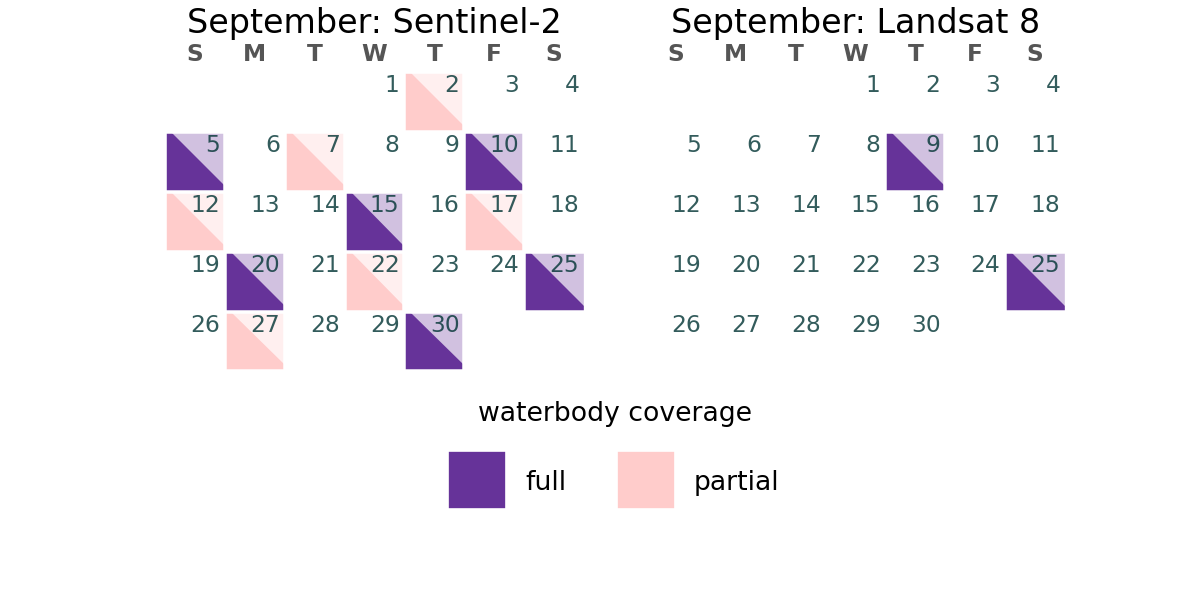 September: Sentinel-2
S M T W T F S
1 2 3 4
5 6 7 8 9 10 11
12 13 14 15 16 17 18
19 20 21 22 23 24 25
26 27 28 29 30
September: Landsat 8
S M T W T F S
1 2 3 4
5 6 7 8 9 10 11
12 13 14 15 16 17 18
19 20 21 22 23 24 25
26 27 28 29 30
waterbody coverage
full partial